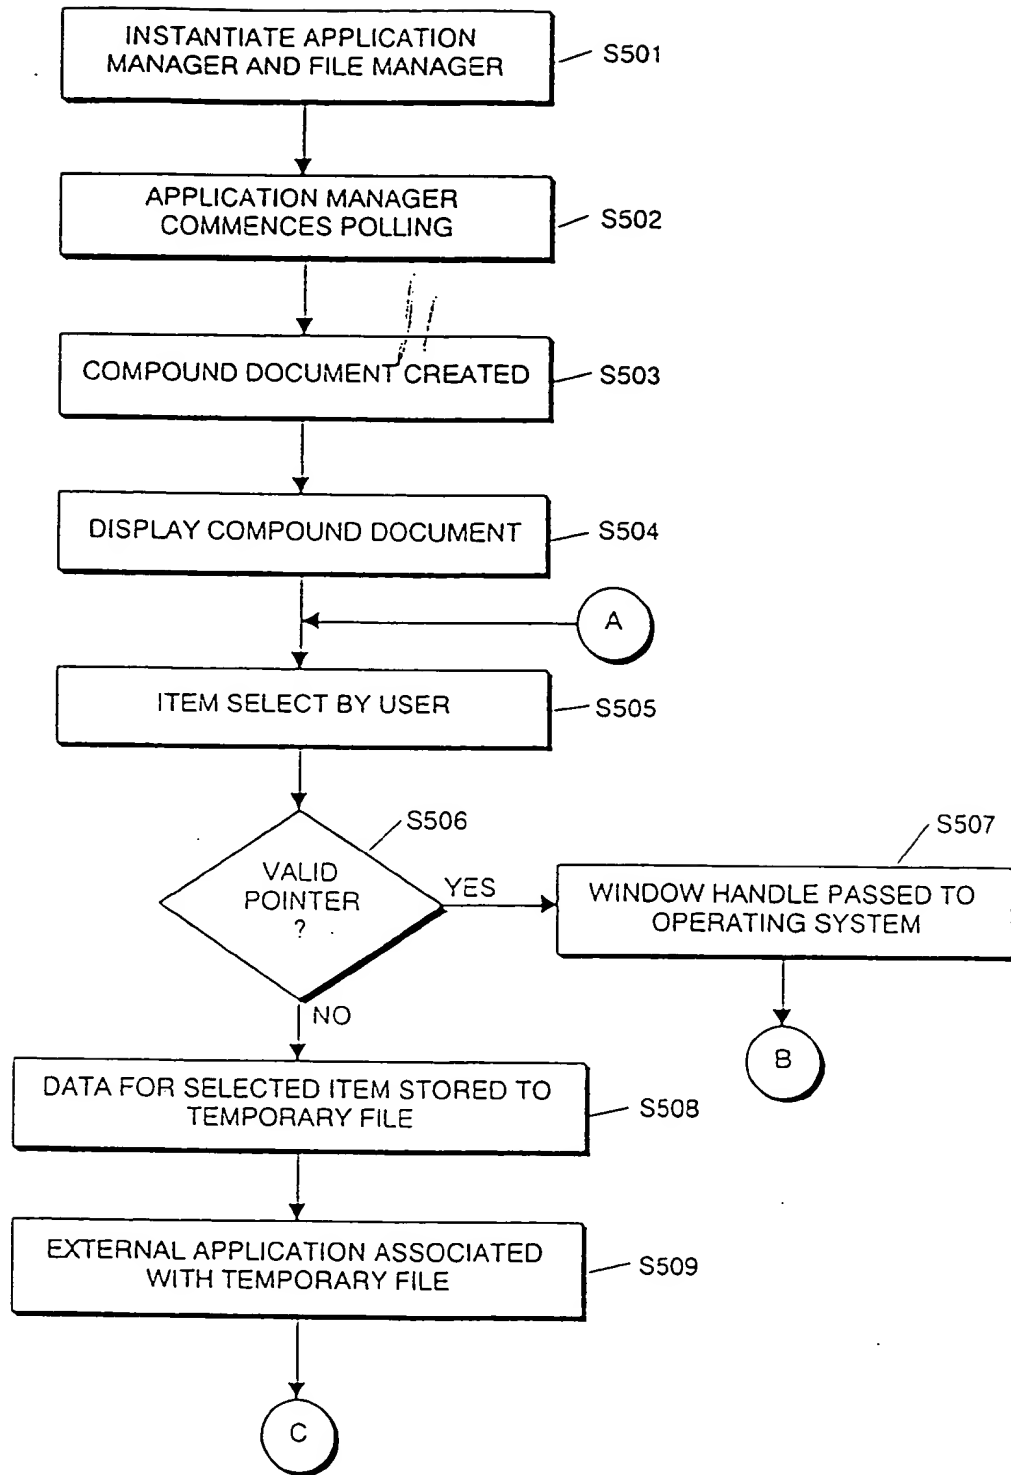 INSTANTIATE APPLICATION
MANAGER AND FILE MANAGER
S501
APPLICATION MANAGER
COMMENCES POLLING
S502
COMPOUND DOCUMENT CREATED
S503
DISPLAY COMPOUND DOCUMENT
S504
A
ITEM SELECT BY USER
S505
S506
VALID
POINTER
?
YES
S507
WINDOW HANDLE PASSED TO
OPERATING SYSTEM
NO
B
DATA FOR SELECTED ITEM STORED TO
TEMPORARY FILE
S508
EXTERNAL APPLICATION ASSOCIATED
WITH TEMPORARY FILE
S509
C